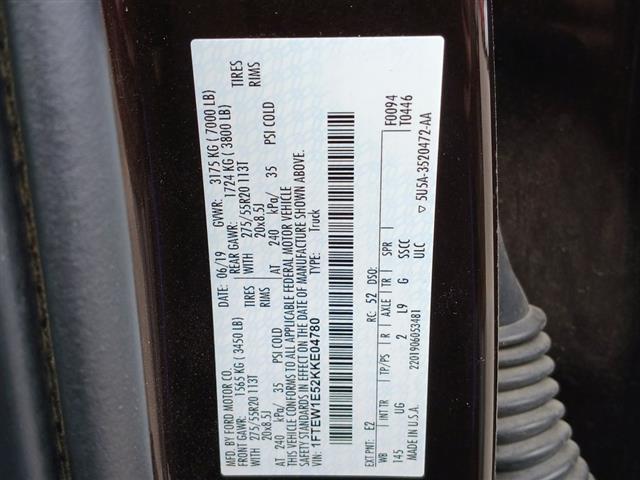 MFD. BY FORD MOTOR CO.
DATE: 06/19 GVWR: 3175 KG ( 7000 LB)
FRONT GAWR: 1565 KG ( 3450 LB) REAR GAWR: 1724 KG ( 3800 LB)
WITH 275/55R20 113T TIRES WITH 275/55R20 113T TIRES
20x8.5J RIMS 20x8.5J RIMS
AT 240 kPa/ 35 PSI COLD AT 240 kPa/ 35 PSI COLD
THIS VEHICLE CONFORMS TO ALL APPLICABLE FEDERAL MOTOR VEHICLE
SAFETY STANDARDS IN EFFECT ON THE DATE OF MANUFACTURE SHOWN ABOVE.
VIN: 1FTEW1E52KKE04780 TYPE: Truck
F0094
T0446
EXT PNT: E2 RC: 52 DSO:
WB INT TR TP/PS R AXLE TR SPR
145 UG 2 L9 G SSCC
MADE IN U.S.A. ULC
2201906053481
▽ 5U5A-3520472-AA